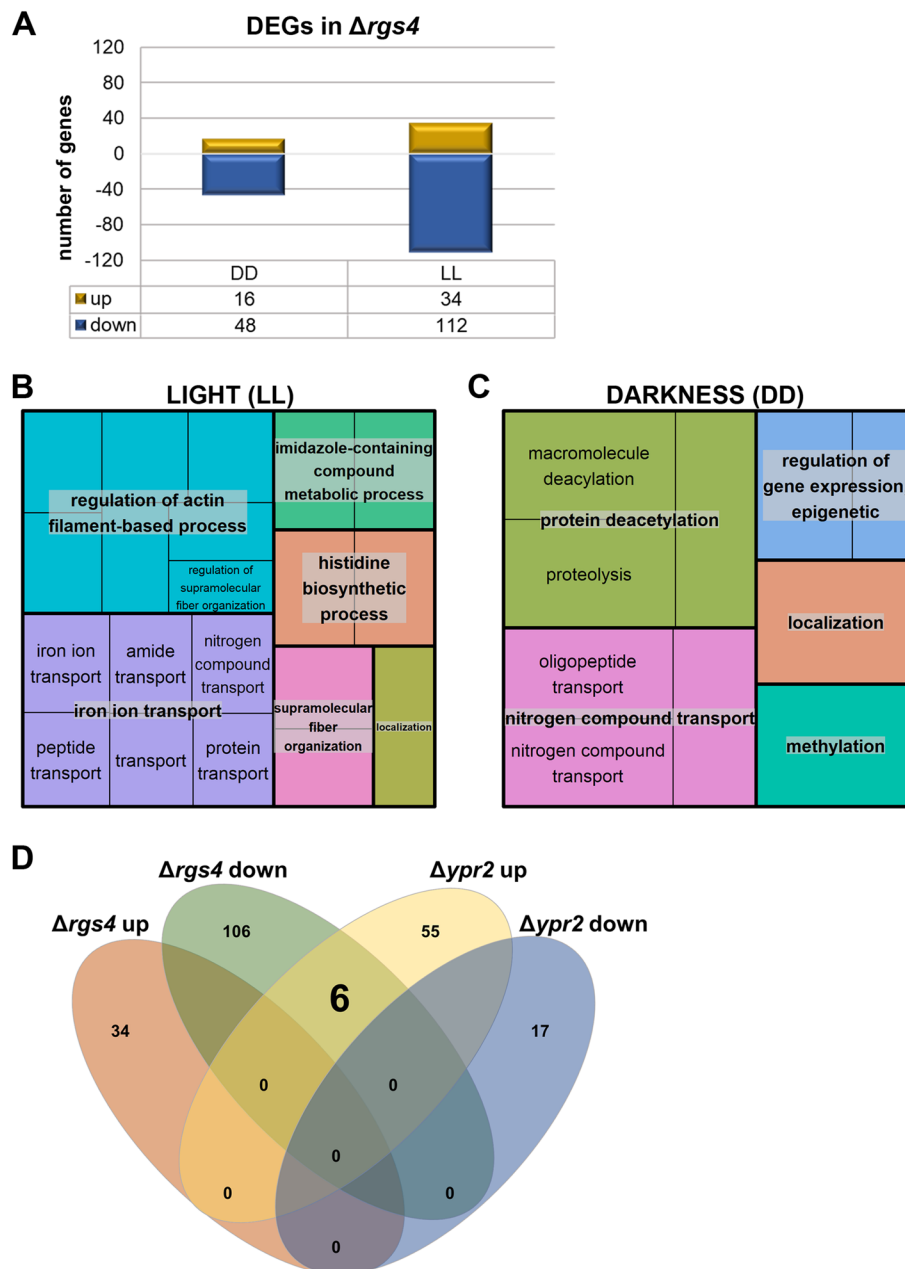 A
DEGs in Δrgs4
number of genes
120
80
40
0
-40
-80
-120
DD LL
up 16 34
down 48 112
B
LIGHT (LL)
regulation of actin
filament-based process
regulation of
supramolecular
fiber organization
iron ion
transport
amide
transport
nitrogen
compound
transport
iron ion transport
peptide
transport
transport
protein
transport
imidazole-containing
compound
metabolic process
histidine
biosynthetic
process
supramolecular
fiber
organization
localization
C
DARKNESS (DD)
macromolecule
deacylation
protein deacetylation
proteolysis
oligopeptide
transport
nitrogen compound transport
nitrogen compound
transport
regulation of
gene expression,
epigenetic
localization
methylation
D
Δrgs4 up
Δrgs4 down
Δypr2 up
Δypr2 down
106
55
6
34
17
0
0
0
0
0
0